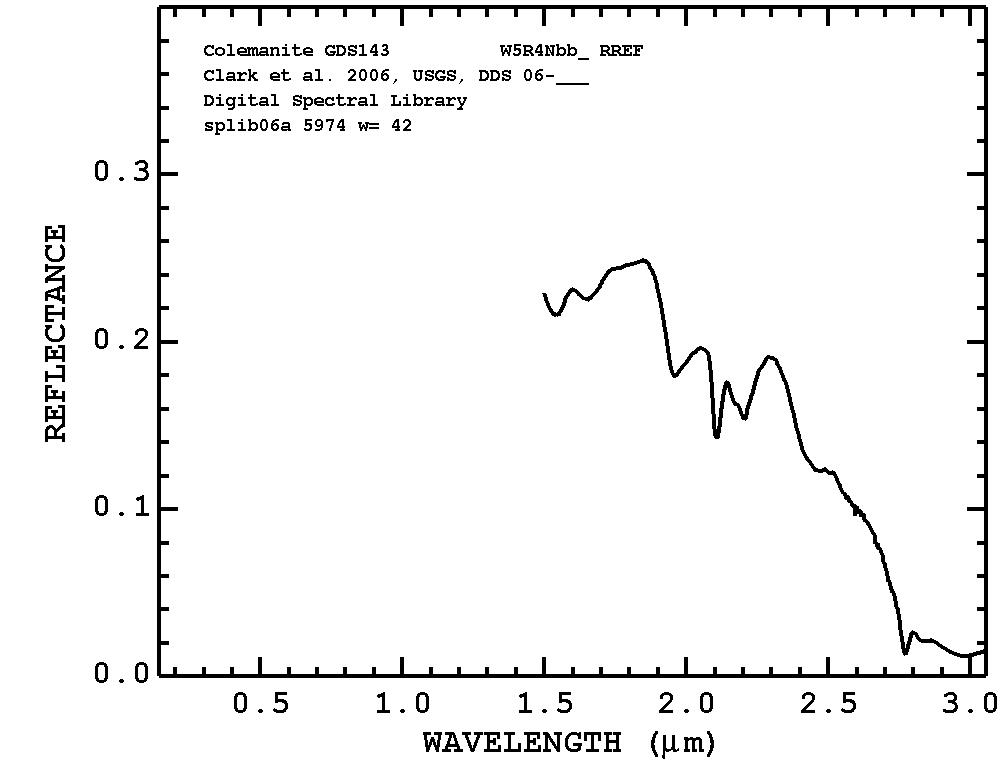 Colemanite GDS143 W5R4Nbb_ RREF
Clark et al. 2006, USGS, DDS 06-___
Digital Spectral Library
splib06a 5974 w= 42
REFLECTANCE
0.3
0.2
0.1
0.0
0.5 1.0 1.5 2.0 2.5 3.0
WAVELENGTH (μm)